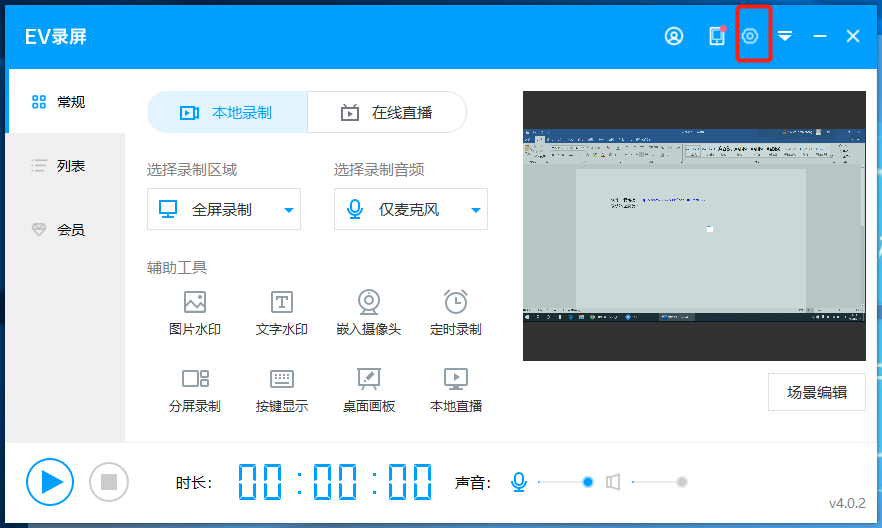 EV录屏
常规
列表
会员
本地录制
在线直播
选择录制区域
选择录制音频
全屏录制
仅麦克风
辅助工具
图片水印
文字水印
嵌入摄像头
定时录制
分屏录制
按键显示
桌面画板
本地直播
场景编辑
时长：
00:00:00
声音：
v4.0.2